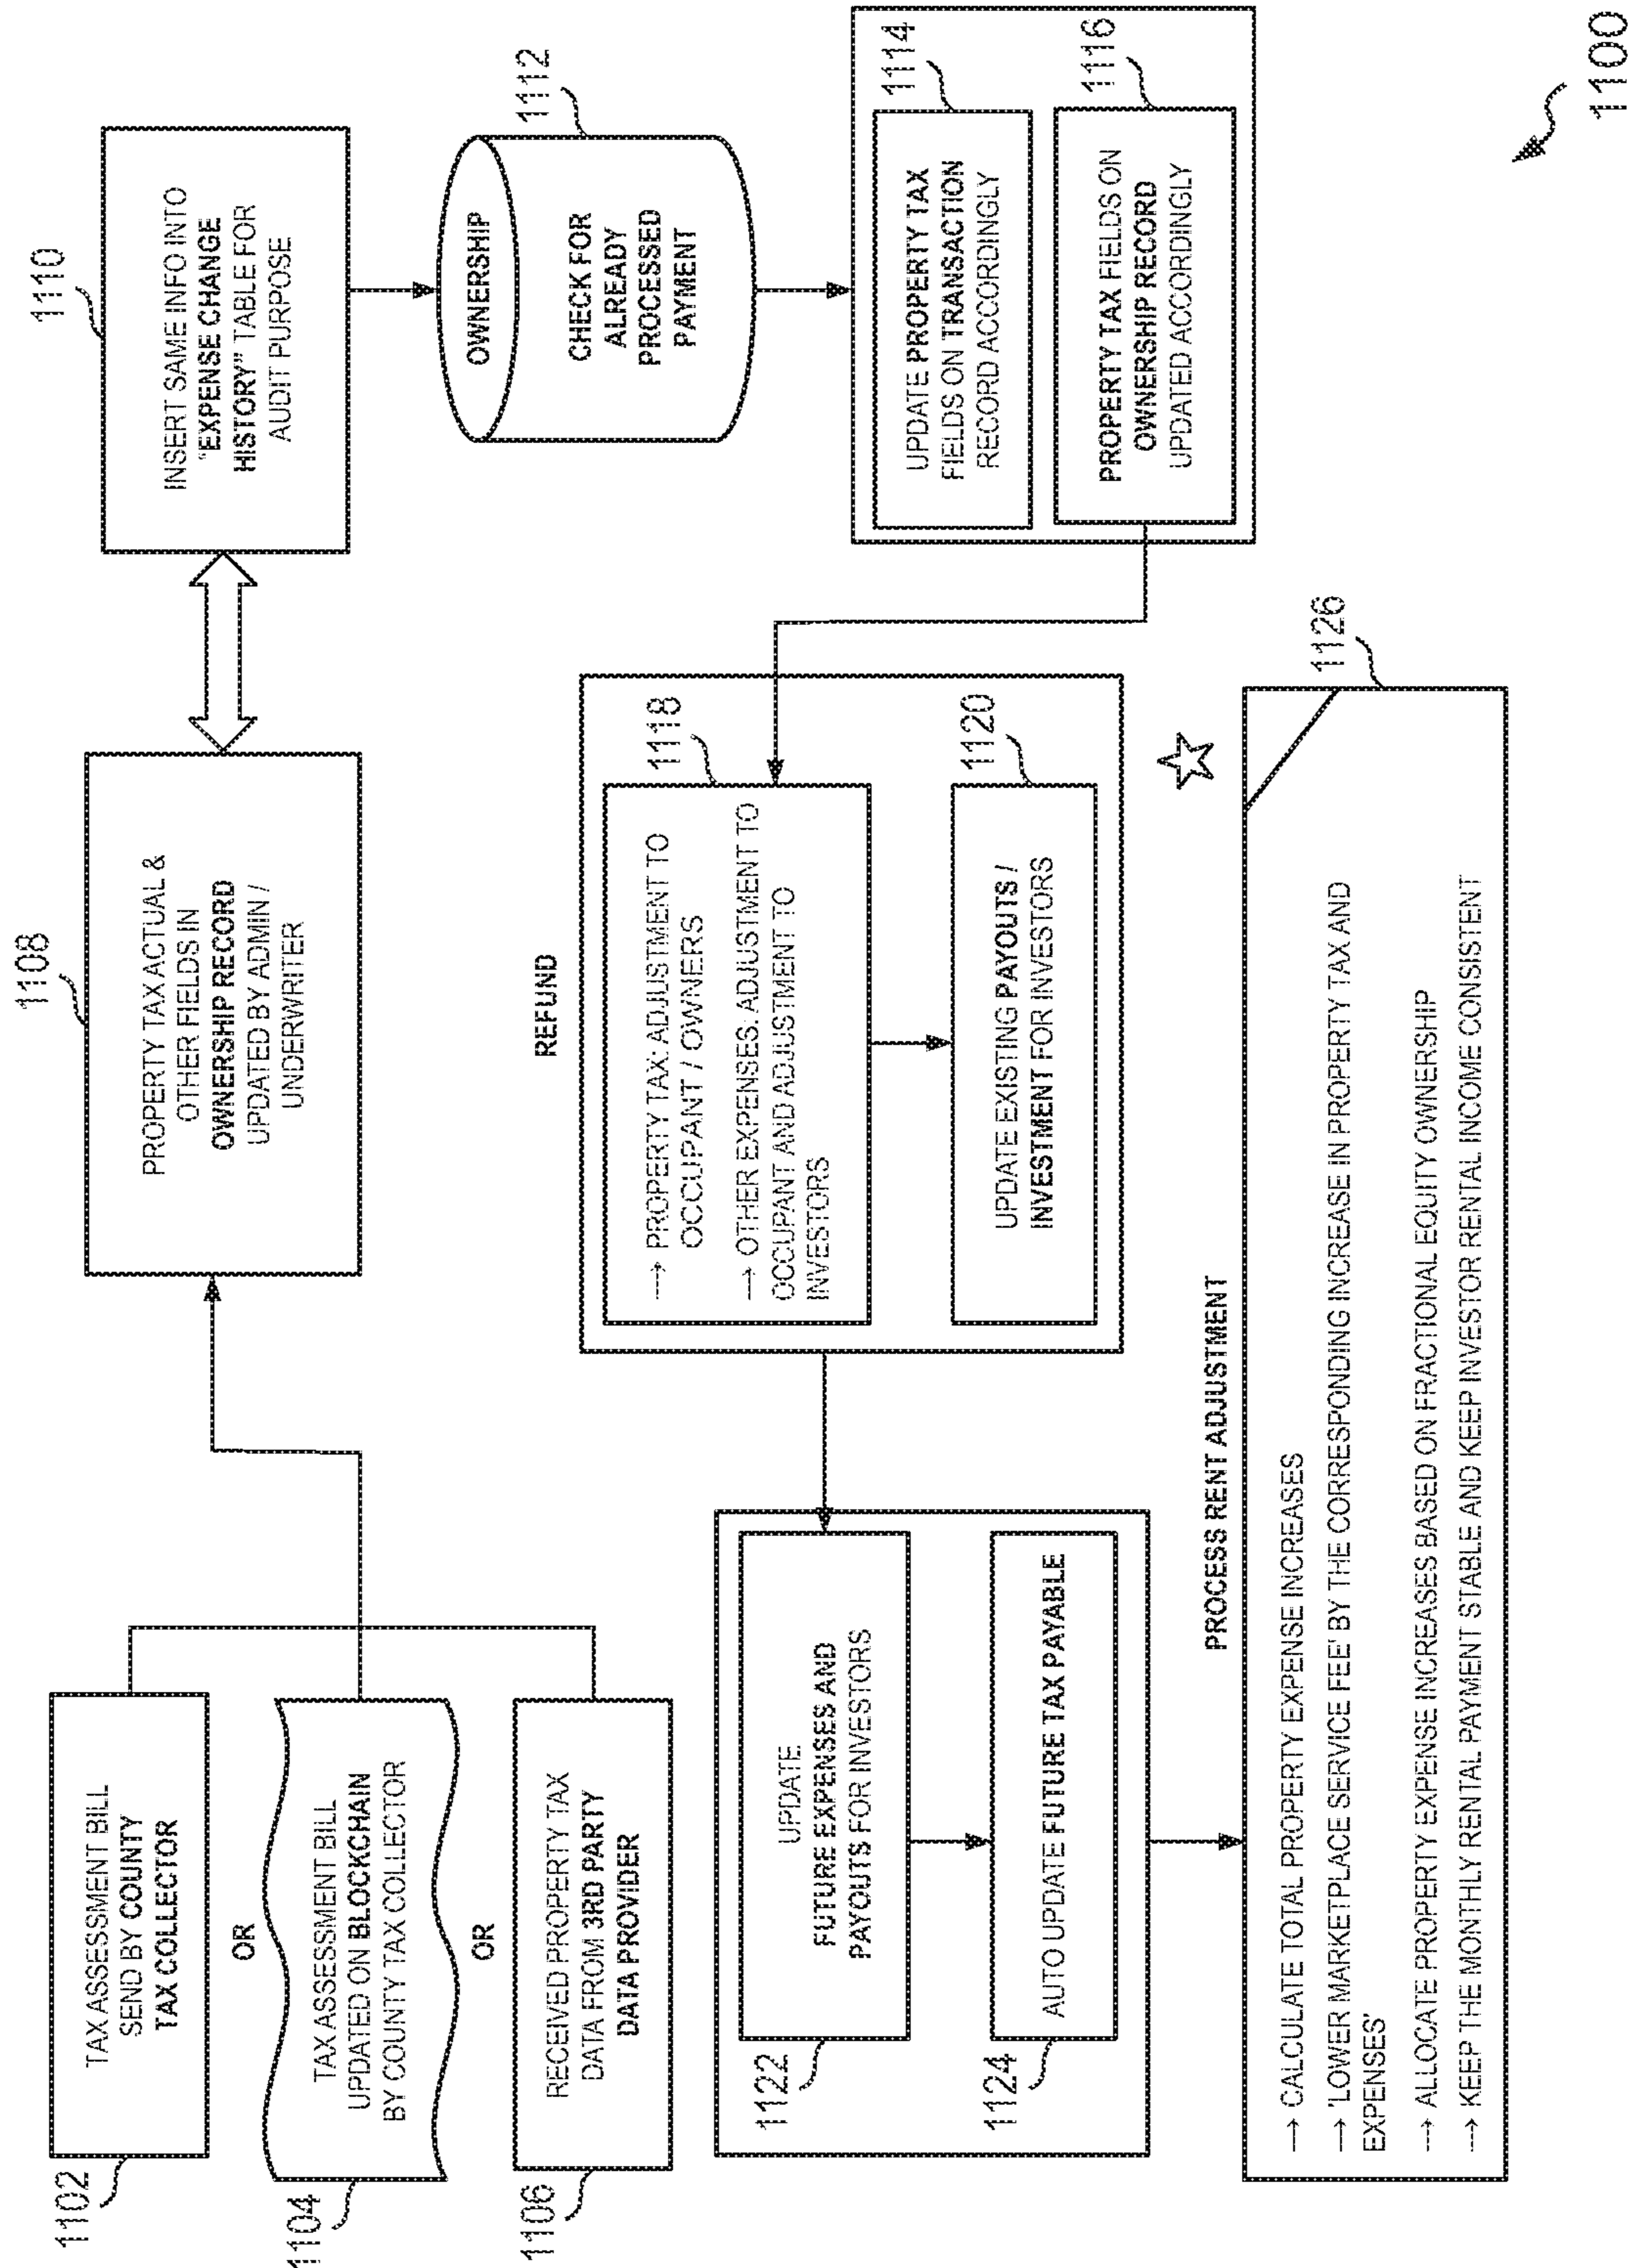 1102
TAX ASSESSMENT BILL
SEND BY COUNTY
TAX COLLECTOR
OR
1104
TAX ASSESSMENT BILL
UPDATED ON BLOCKCHAIN
BY COUNTY TAX COLLECTOR
OR
1106
RECEIVED PROPERTY TAX
DATA FROM 3RD PARTY
DATA PROVIDER
1108
PROPERTY TAX ACTUAL &
OTHER FIELDS IN
OWNERSHIP RECORD
UPDATED BY ADMIN /
UNDERWRITER
1110
INSERT SAME INFO INTO
"EXPENSE CHANGE
HISTORY" TABLE FOR
AUDIT PURPOSE
1112
OWNERSHIP
CHECK FOR
ALREADY
PROCESSED
PAYMENT
1114
UPDATE PROPERTY TAX
FIELDS ON TRANSACTION
RECORD ACCORDINGLY
1116
PROPERTY TAX FIELDS ON
OWNERSHIP RECORD
UPDATED ACCORDINGLY
REFUND
1118
→ PROPERTY TAX: ADJUSTMENT TO
OCCUPANT / OWNERS
→ OTHER EXPENSES: ADJUSTMENT TO
OCCUPANT AND ADJUSTMENT TO
INVESTORS
1120
UPDATE EXISTING PAYOUTS /
INVESTMENT FOR INVESTORS
1122
UPDATE
FUTURE EXPENSES AND
PAYOUTS FOR INVESTORS
1124
AUTO UPDATE FUTURE TAX PAYABLE
PROCESS RENT ADJUSTMENT
1126
→ CALCULATE TOTAL PROPERTY EXPENSE INCREASES
→ 'LOWER MARKETPLACE SERVICE FEE' BY THE CORRESPONDING INCREASE IN PROPERTY TAX AND
EXPENSES'
→ ALLOCATE PROPERTY EXPENSE INCREASES BASED ON FRACTIONAL EQUITY OWNERSHIP
→ KEEP THE MONTHLY RENTAL PAYMENT STABLE AND KEEP INVESTOR RENTAL INCOME CONSISTENT
1100